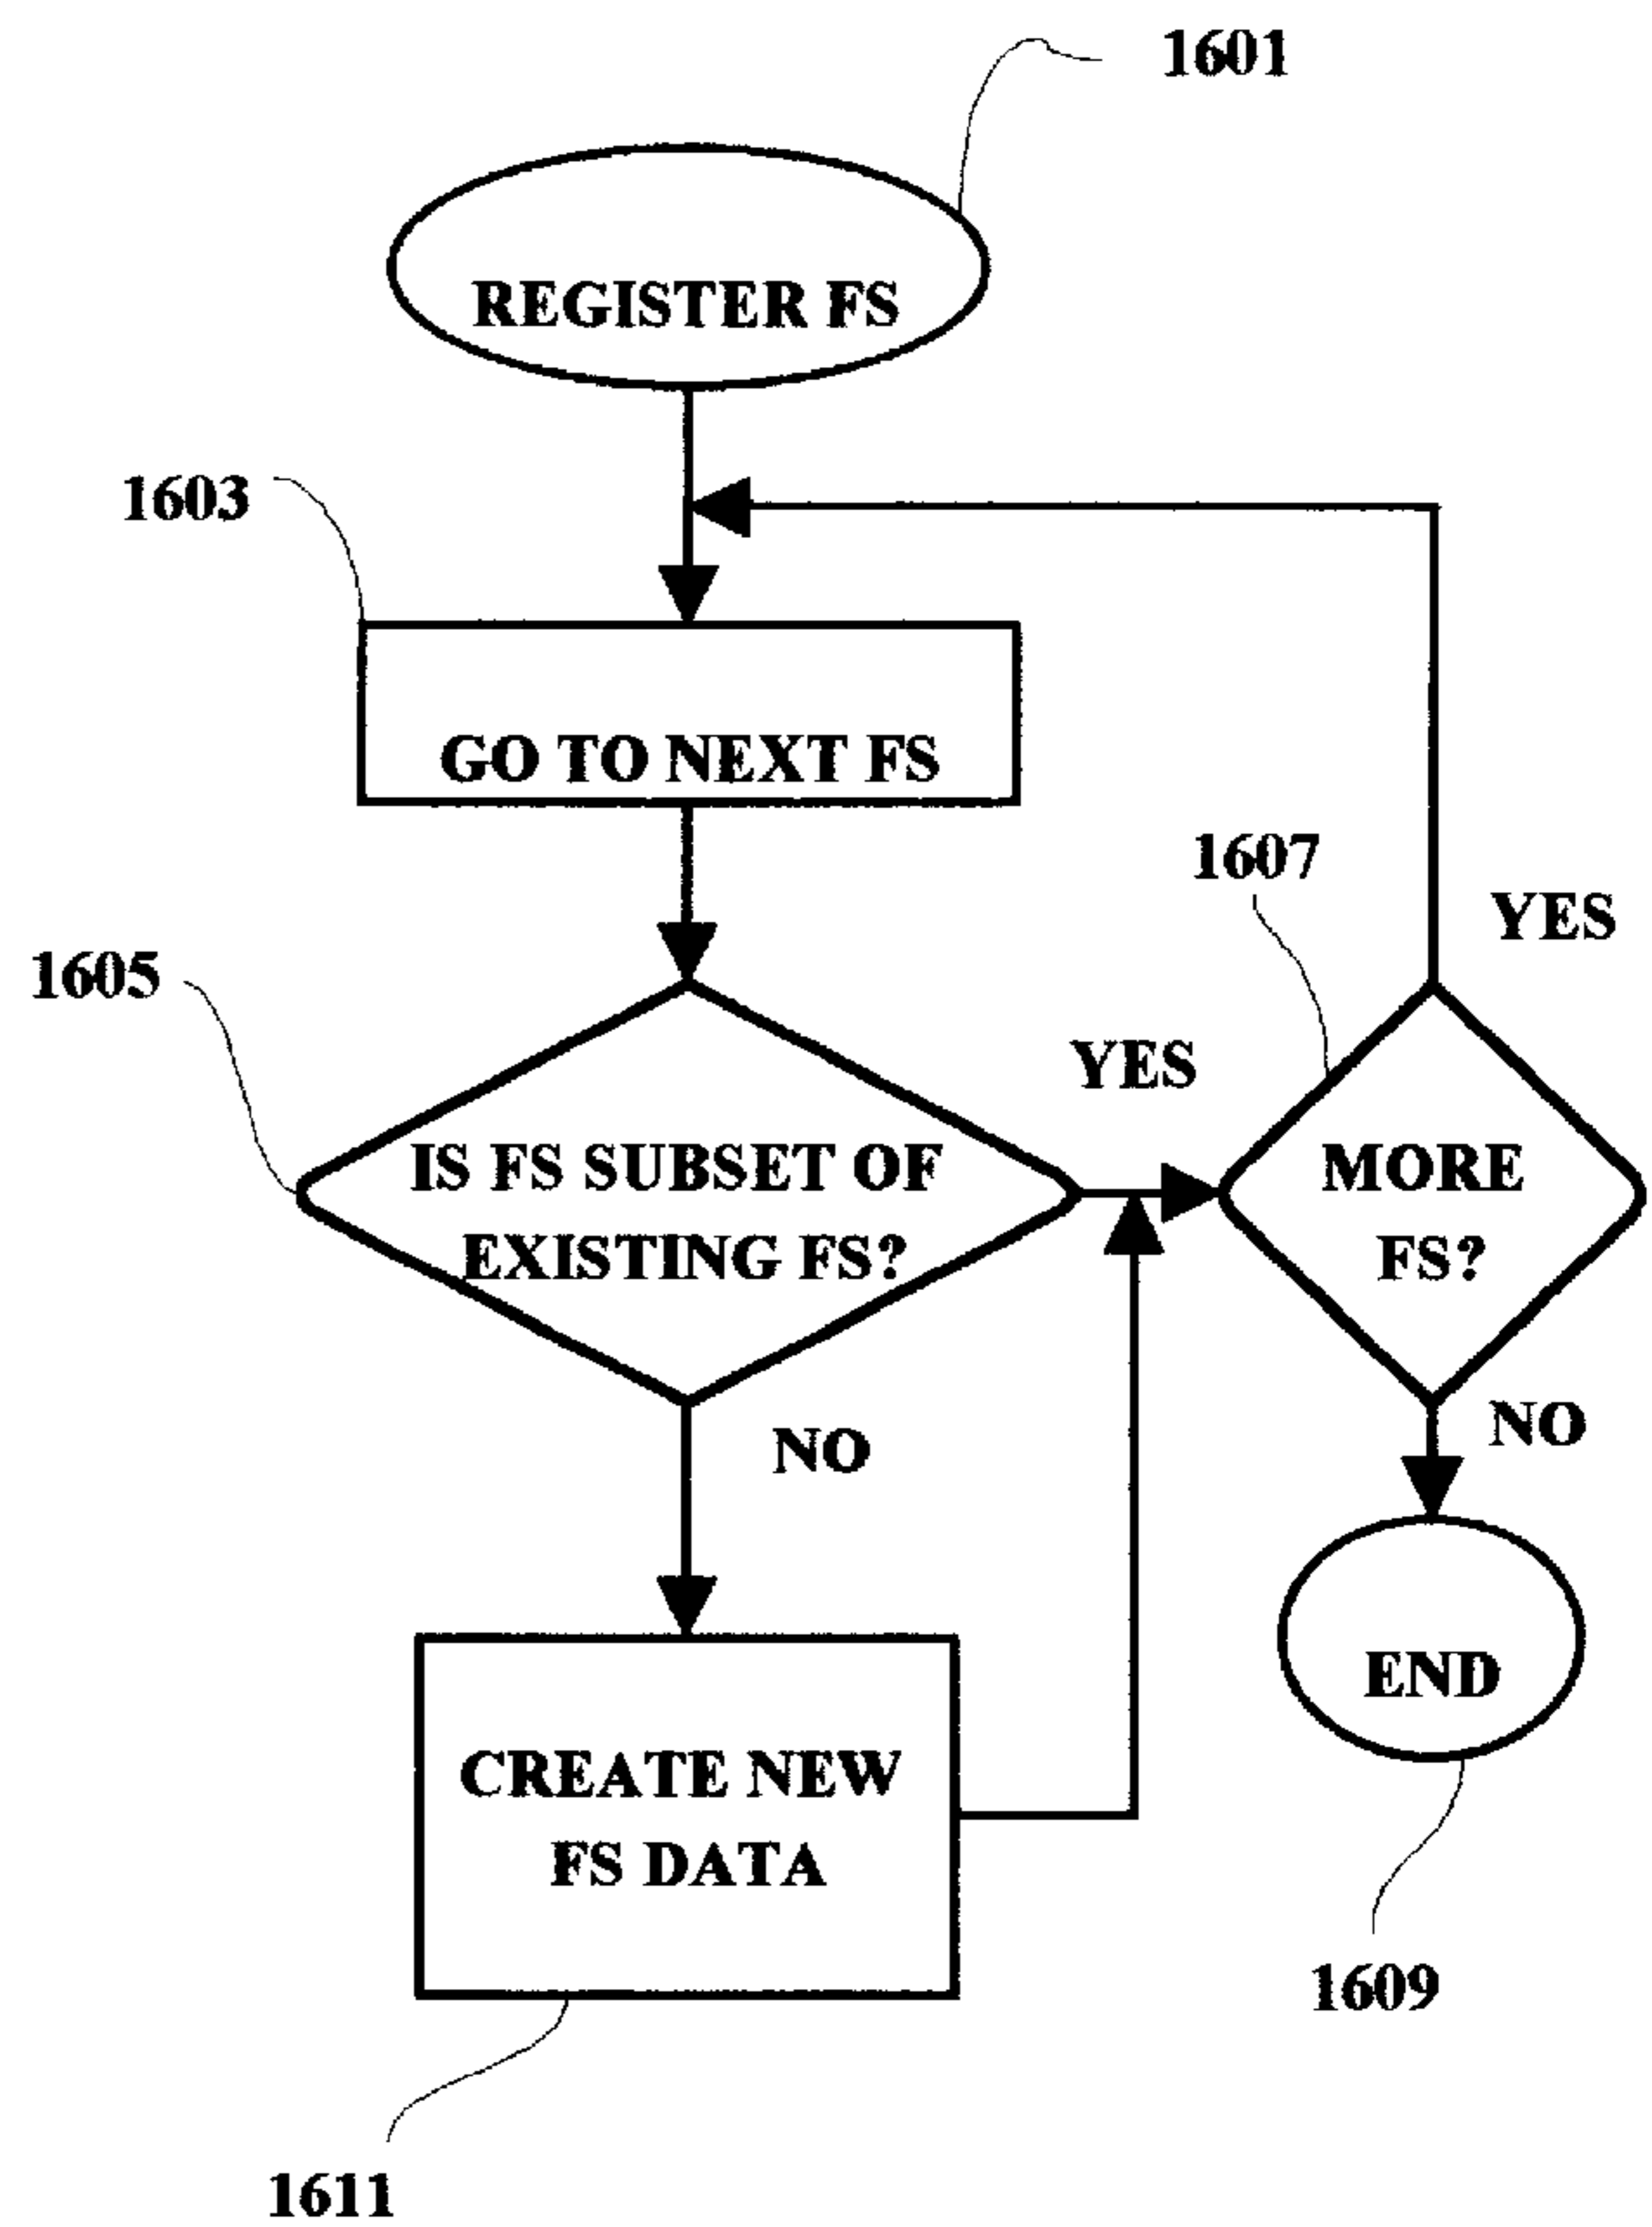 1601
REGISTER FS
1603
GO TO NEXT FS
1607
YES
1605
YES
IS FS SUBSET OF
EXISTING FS?
MORE
FS?
NO
NO
END
CREATE NEW
FS DATA
1609
1611